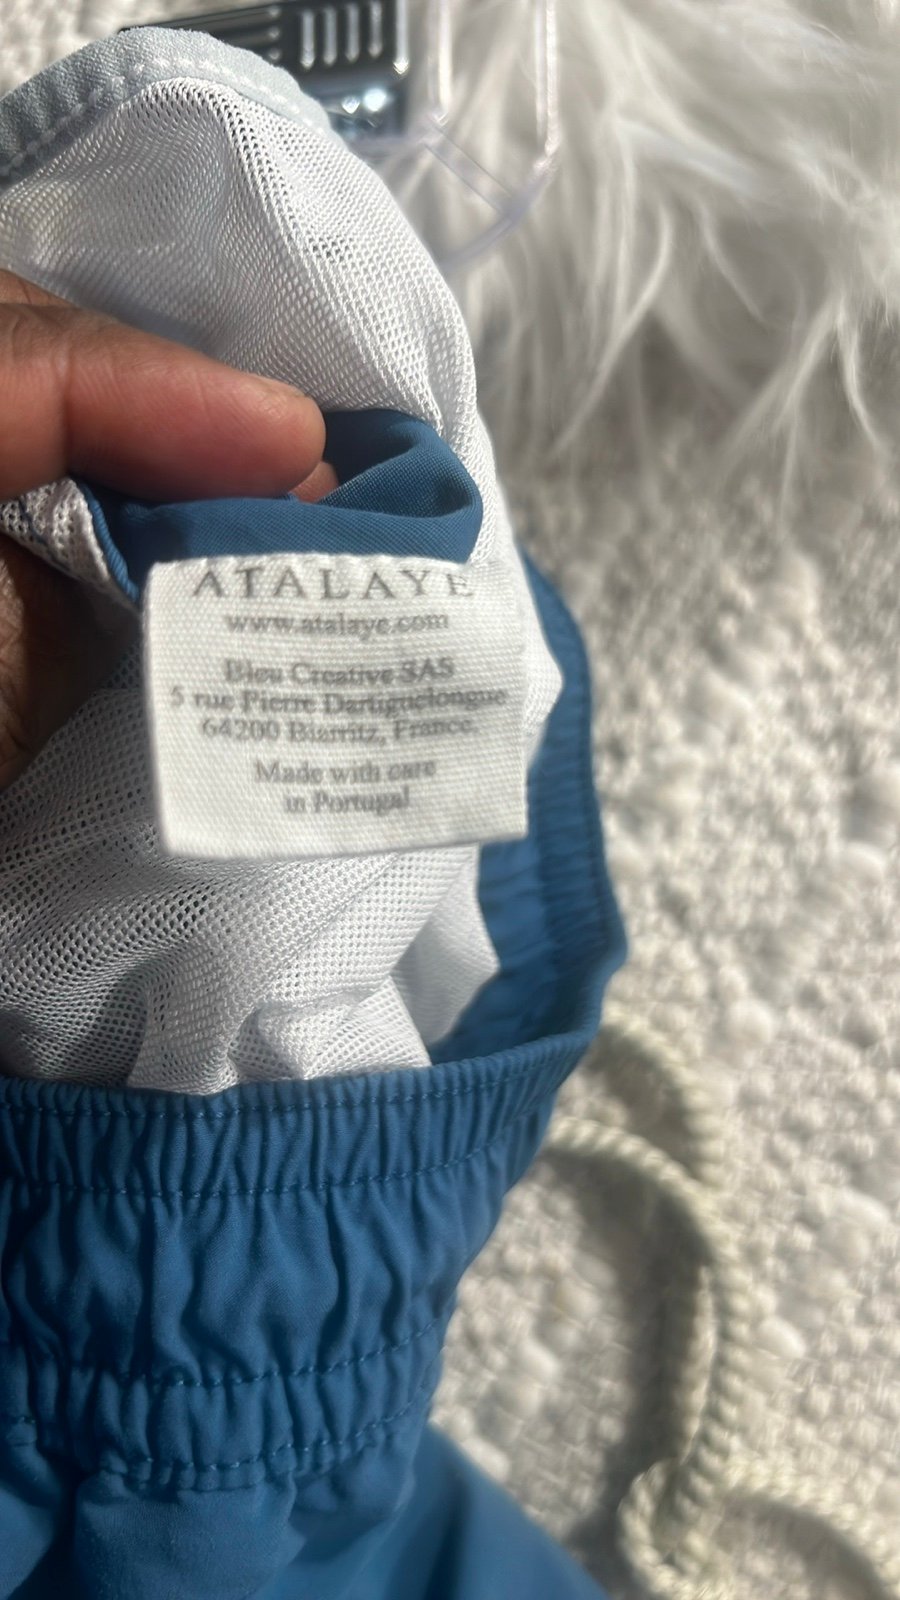 ATALAYE
www.atalaye.com
Bleu Creative SAS
5 rue Pierre Dartiguelongue
64200 Biarritz, France.
Made with care
in Portugal